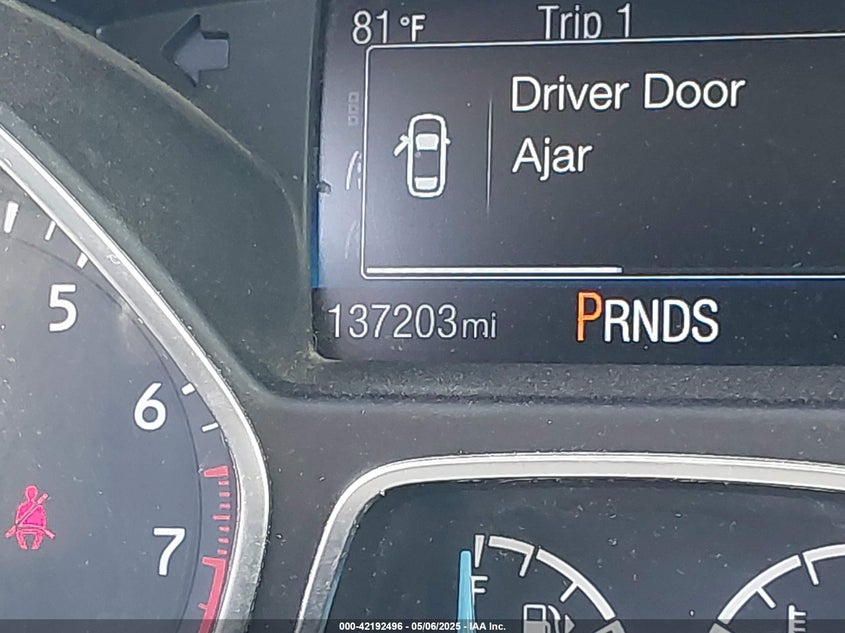 81°F Trip 1
Driver Door
Ajar
137203mi PRNDS
5
6
7
F
E
000-42192496 - 05/06/2025 - IAA Inc.